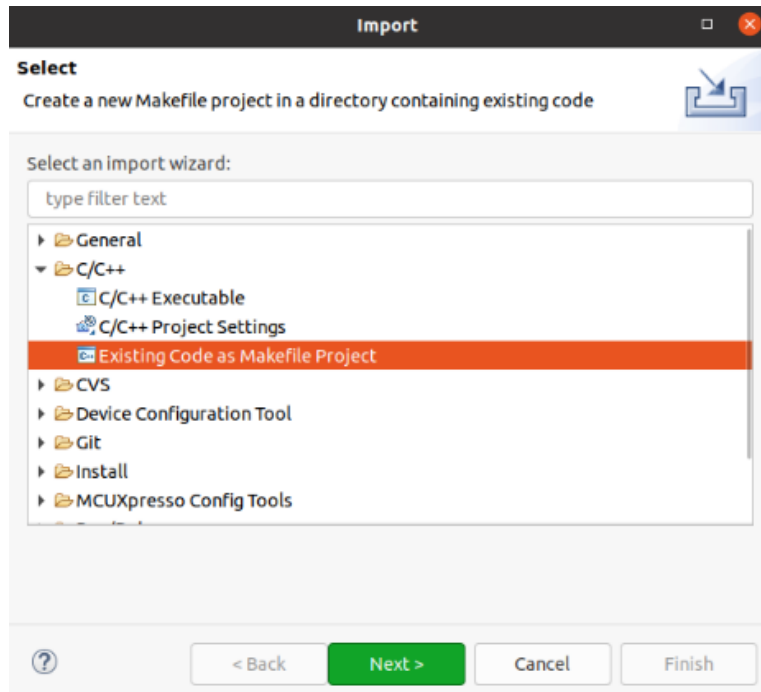 Import
Select
Create a new Makefile project in a directory containing existing code
Select an import wizard:
type filter text
General
C/C++
C/C++ Executable
C/C++ Project Settings
Existing Code as Makefile Project
CVS
Device Configuration Tool
Git
Install
MCUXpresso Config Tools
< Back Next > Cancel Finish